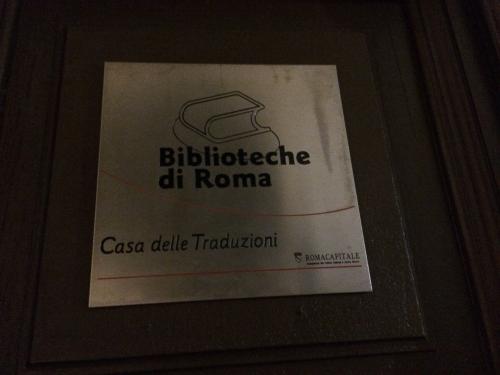 Biblioteche
di Roma
Casa delle Traduzioni
ROMACAPITALE